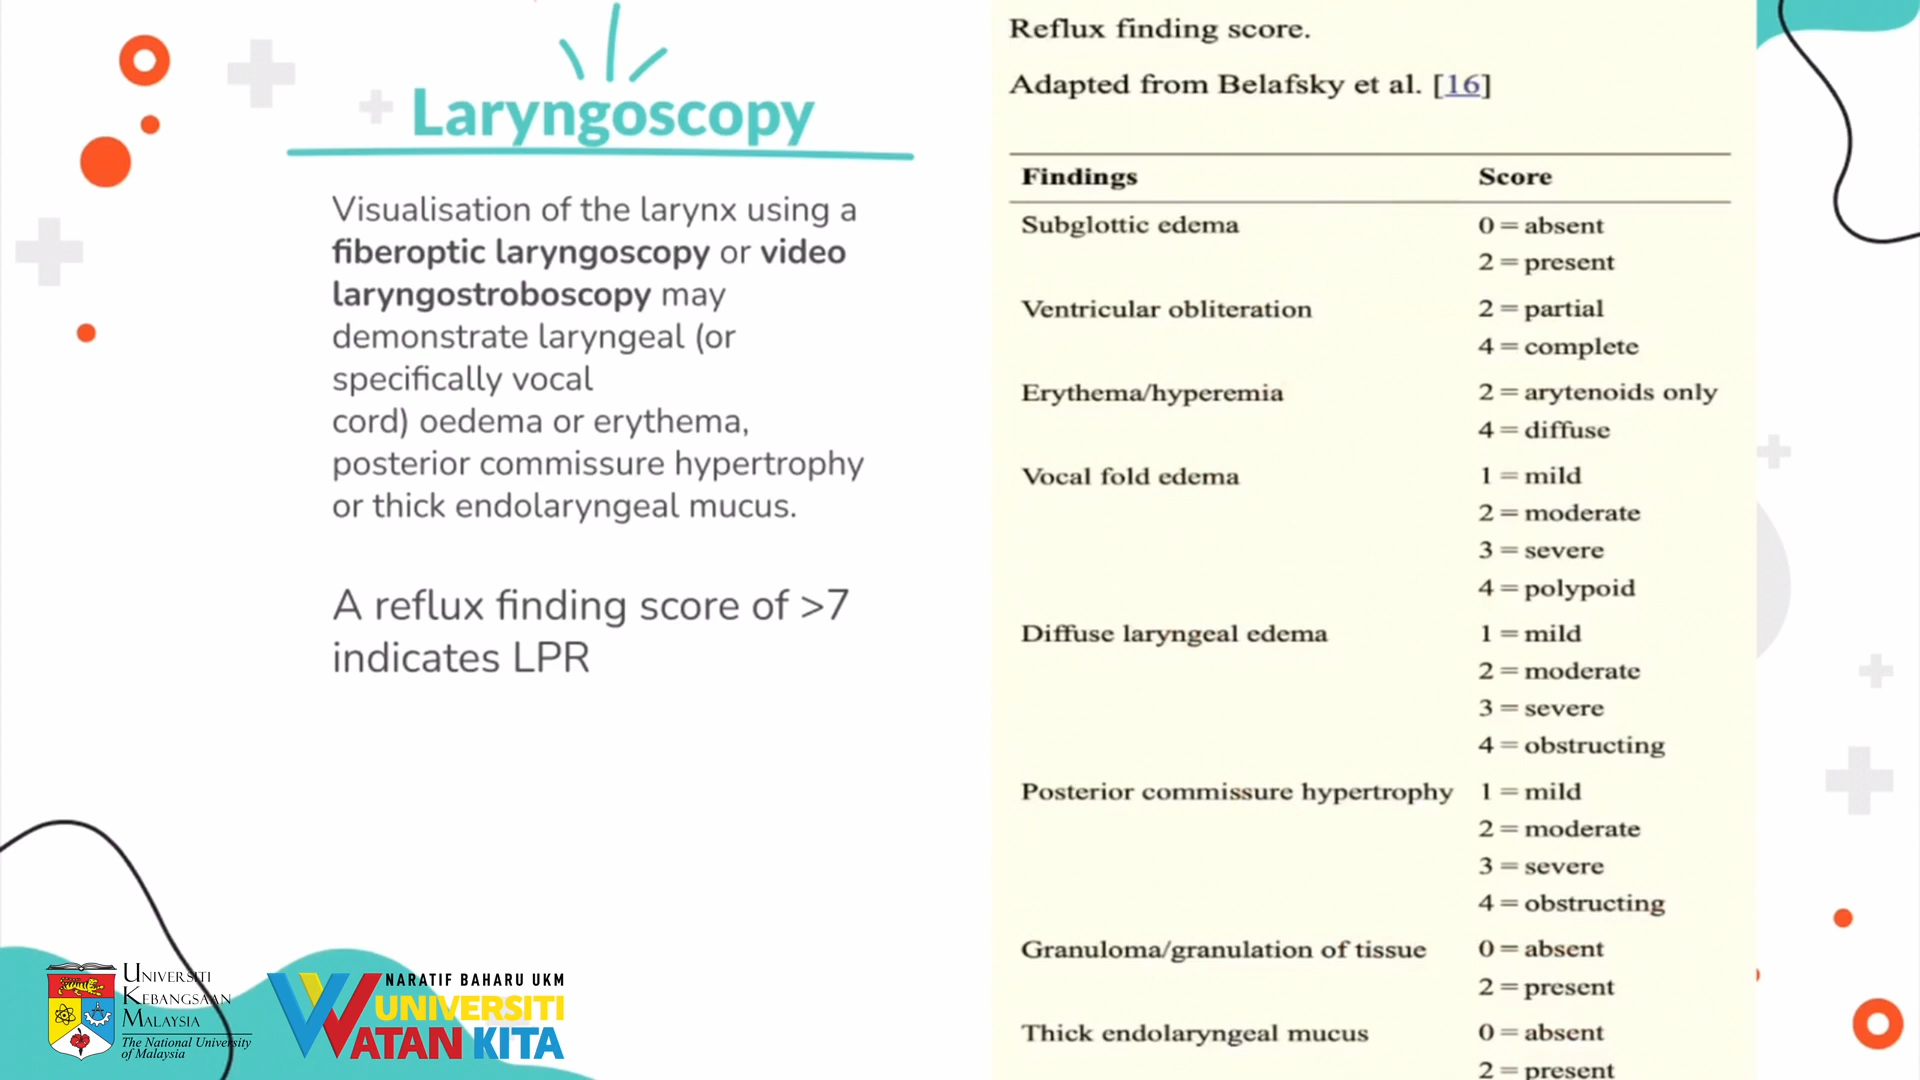 Laryngoscopy
Visualisation of the larynx using a
fiberoptic laryngoscopy or video
laryngostroboscopy may
demonstrate laryngeal (or
specifically vocal
cord) oedema or erythema,
posterior commissure hypertrophy
or thick endolaryngeal mucus.
A reflux finding score of >7
indicates LPR
Reflux finding score.
Adapted from Belafsky et al. [16]
Findings Score
Subglottic edema 0 = absent
2 = present
Ventricular obliteration 2 = partial
4 = complete
Erythema/hyperemia 2 = arytenoids only
4 = diffuse
Vocal fold edema 1 = mild
2 = moderate
3 = severe
4 = polypoid
Diffuse laryngeal edema 1 = mild
2 = moderate
3 = severe
4 = obstructing
Posterior commissure hypertrophy 1 = mild
2 = moderate
3 = severe
4 = obstructing
Granuloma/granulation of tissue 0 = absent
2 = present
Thick endolaryngeal mucus 0 = absent
2 = present
UNIVERSITI
KEBANGSAAN
MALAYSIA
The National University
of Malaysia
NARATIF BAHARU UKM
UNIVERSITI
WATAN KITA